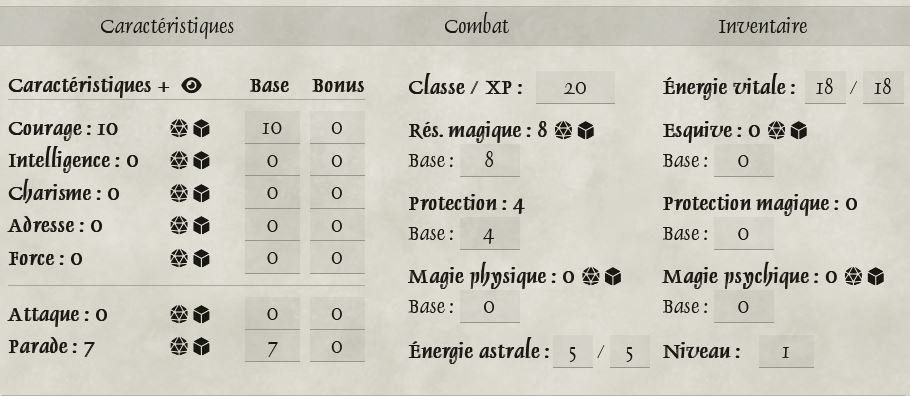 Caractéristiques Combat Inventaire
Caractéristiques + Base Bonus
Courage : 10 10 0
Intelligence : 0 0 0
Charisme : 0 0 0
Adresse : 0 0 0
Force : 0 0 0
Attaque : 0 0 0
Parade : 7 7 0
Classe / XP : 20
Rés. magique : 8
Base : 8
Protection : 4
Base : 4
Magie physique : 0
Base : 0
Énergie astrale : 5 / 5
Énergie vitale : 18 / 18
Esquive : 0
Base : 0
Protection magique : 0
Base : 0
Magie psychique : 0
Base : 0
Niveau : 1